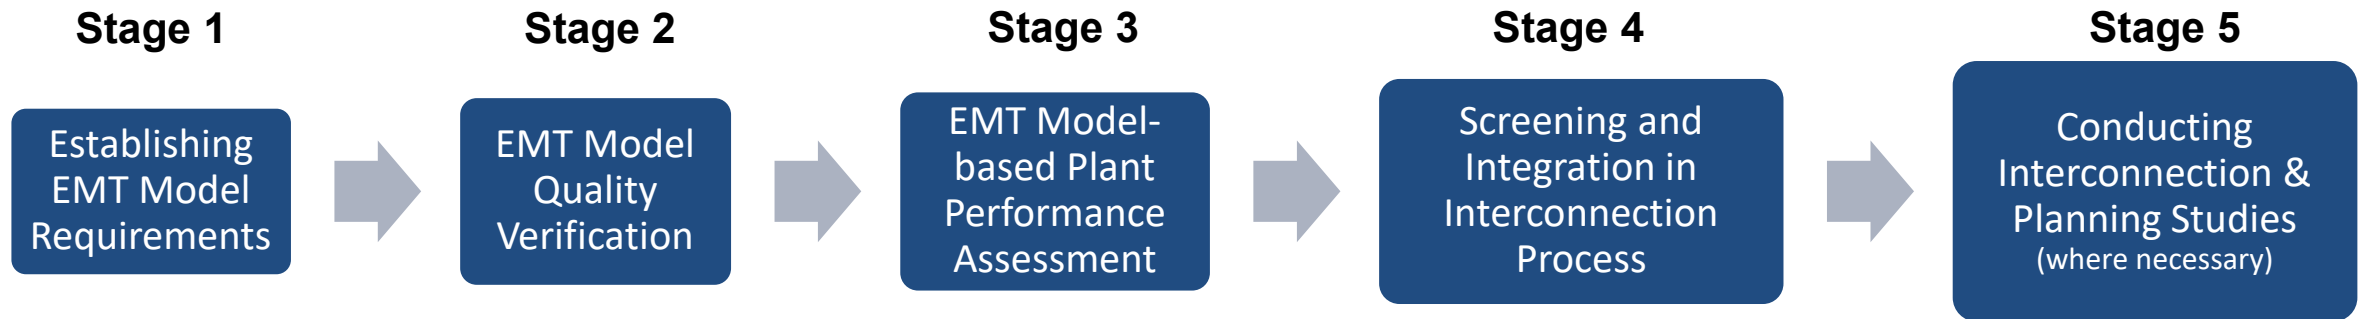 Stage 1
Establishing
EMT Model
Requirements
Stage 2
EMT Model
Quality
Verification
Stage 3
EMT Model-
based Plant
Performance
Assessment
Stage 4
Screening and
Integration in
Interconnection
Process
Stage 5
Conducting
Interconnection &
Planning Studies
(where necessary)